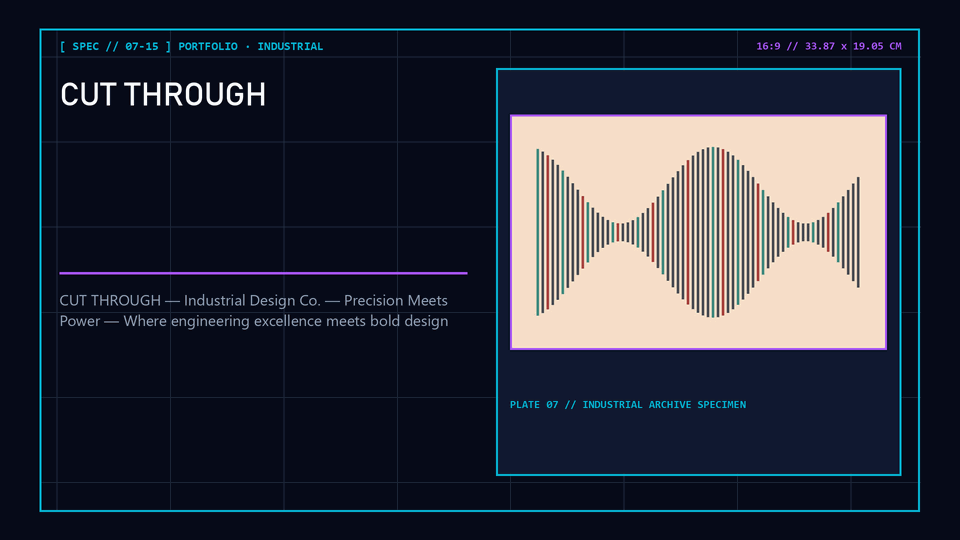 [ SPEC // 07-15 ] PORTFOLIO · INDUSTRIAL
16:9 // 33.87 x 19.05 CM
CUT THROUGH
CUT THROUGH — Industrial Design Co. — Precision Meets
Power — Where engineering excellence meets bold design
PLATE 07 // INDUSTRIAL ARCHIVE SPECIMEN